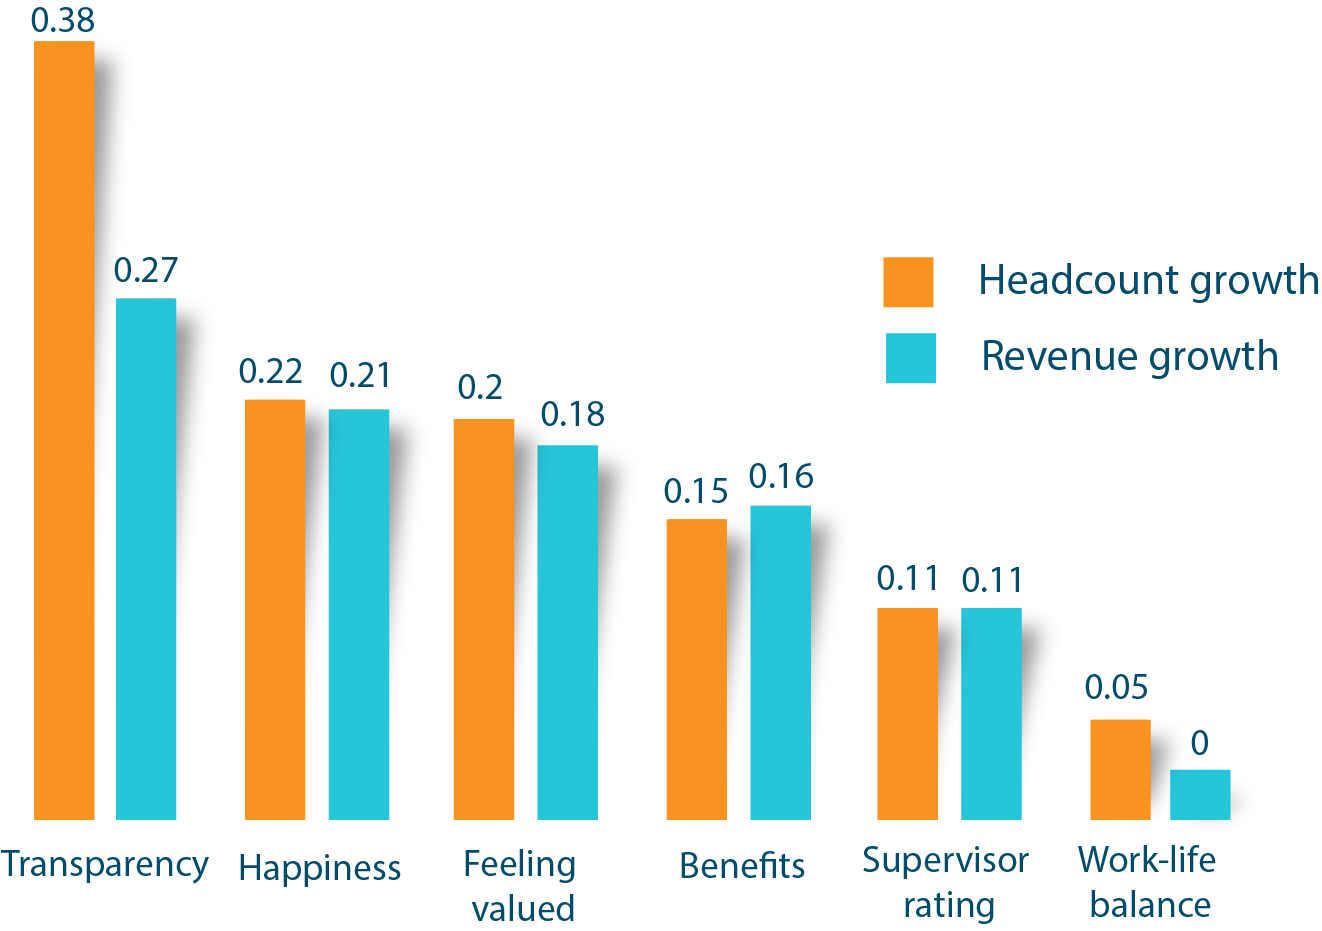 0.38
0.27
0.22
0.21
0.2
0.18
0.15
0.16
0.11
0.11
0.05
0
Headcount growth
Revenue growth
Transparency
Happiness
Feeling
valued
Benefits
Supervisor
rating
Work-life
balance